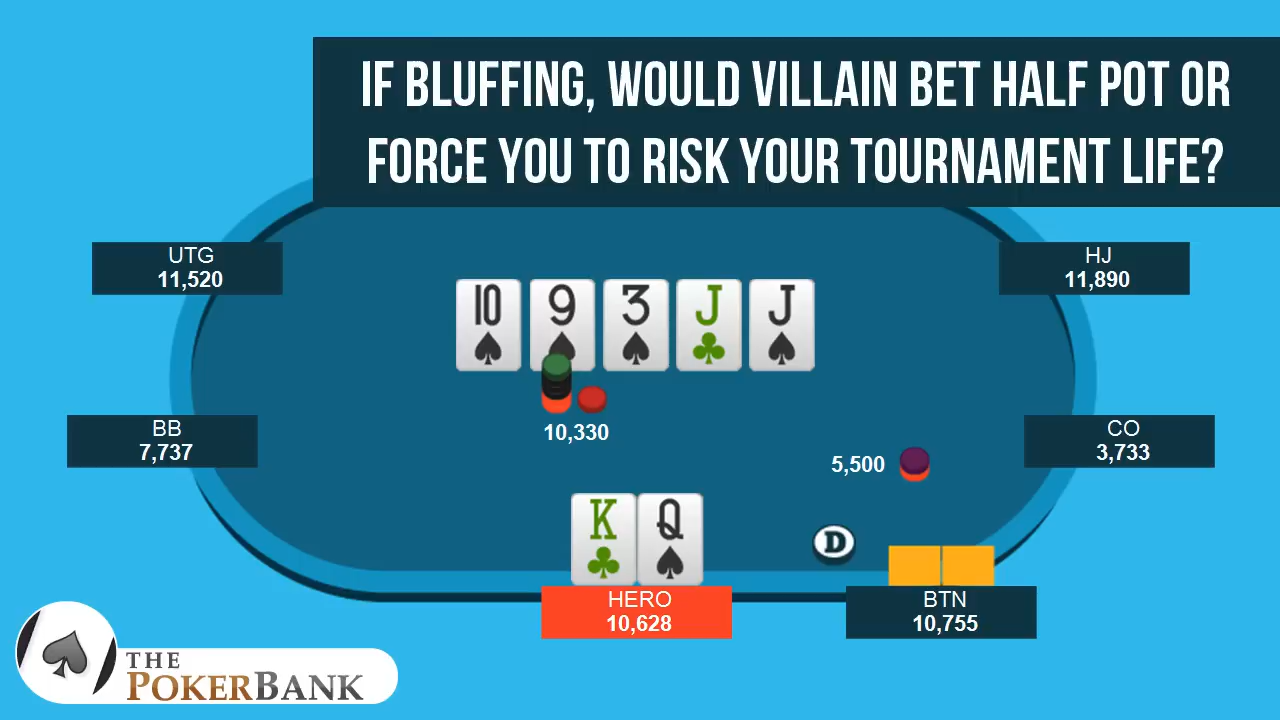 IF BLUFFING, WOULD VILLAIN BET HALF POT OR
FORCE YOU TO RISK YOUR TOURNAMENT LIFE?
UTG
11,520
HJ
11,890
10 9 3 J J
10,330
BB
7,737
CO
3,733
5,500
K Q
D
HERO
10,628
BTN
10,755
THE
POKERBANK